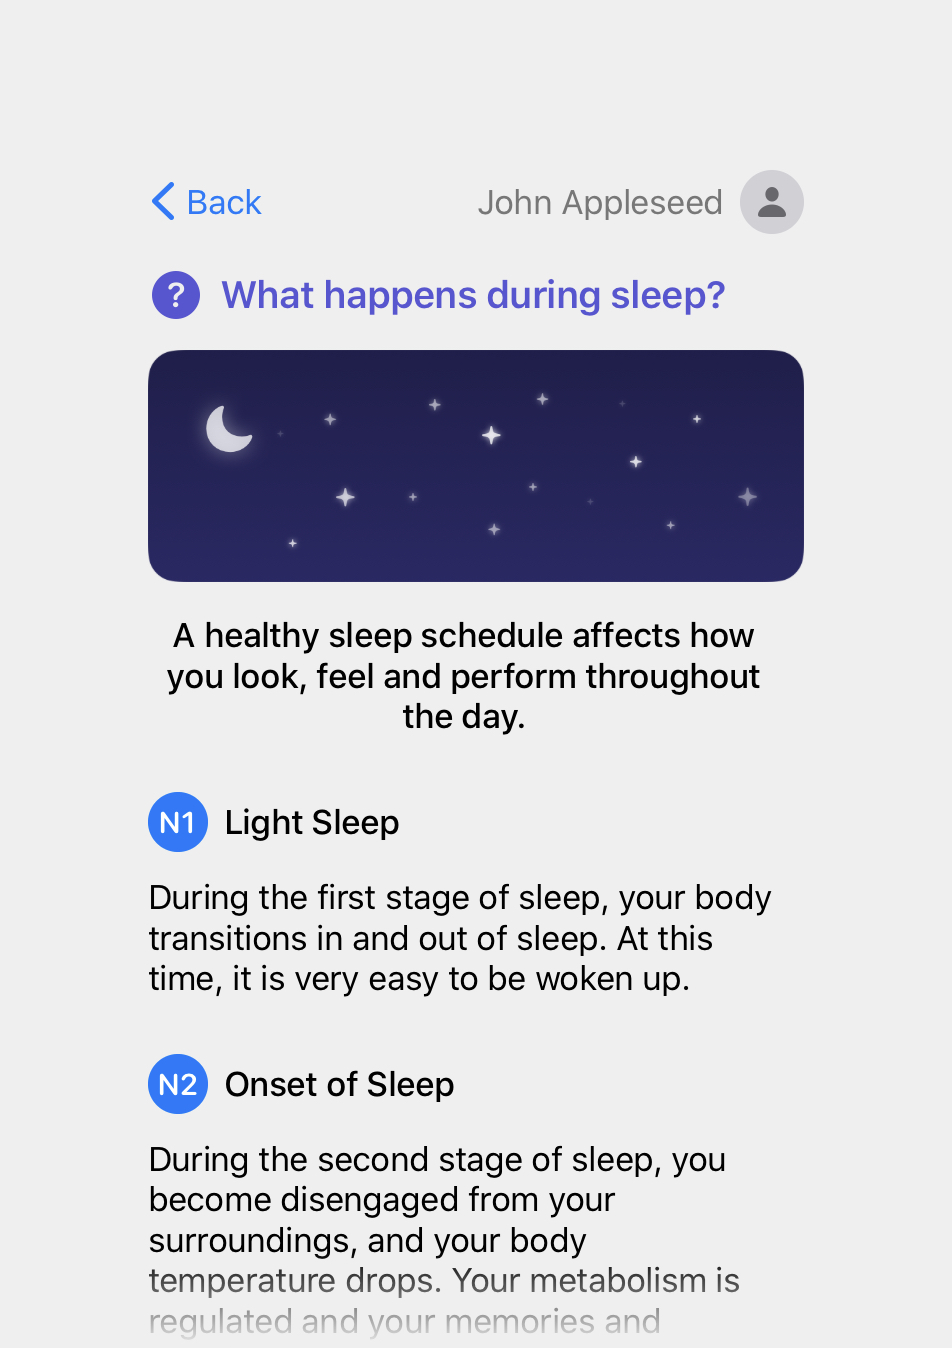 Back
John Appleseed
? What happens during sleep?
A healthy sleep schedule affects how
you look, feel and perform throughout
the day.
N1 Light Sleep
During the first stage of sleep, your body
transitions in and out of sleep. At this
time, it is very easy to be woken up.
N2 Onset of Sleep
During the second stage of sleep, you
become disengaged from your
surroundings, and your body
temperature drops. Your metabolism is
regulated and your memories and